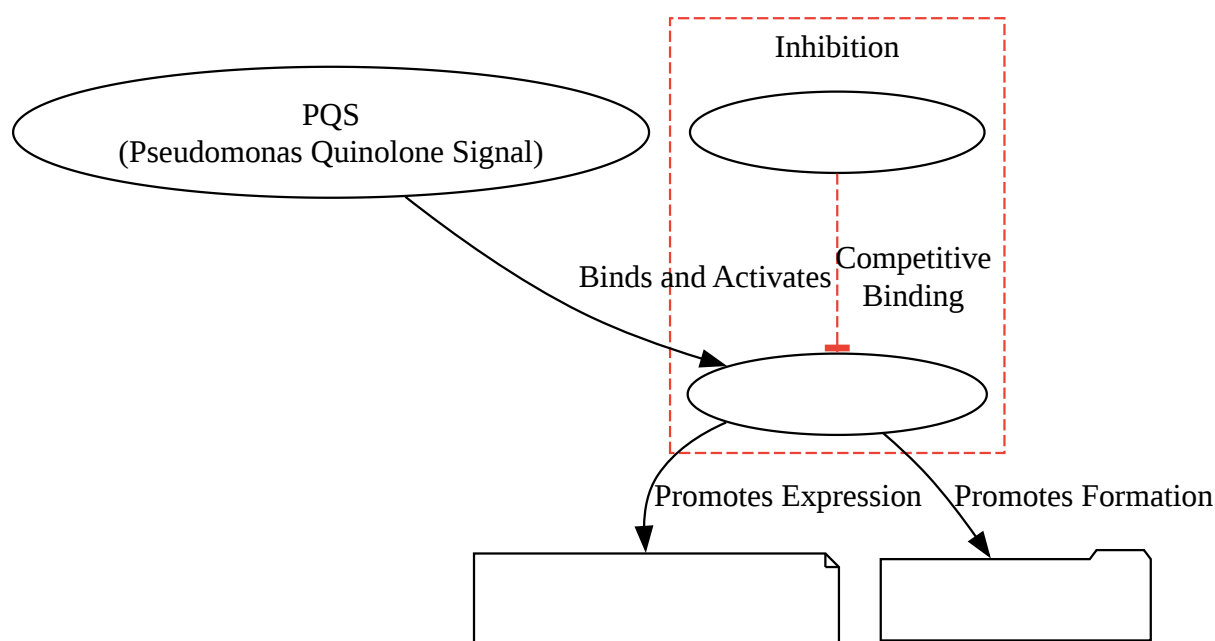 Inhibition
PQS
(Pseudomonas Quinolone Signal)
Binds and Activates
Competitive
Binding
Promotes Expression
Promotes Formation